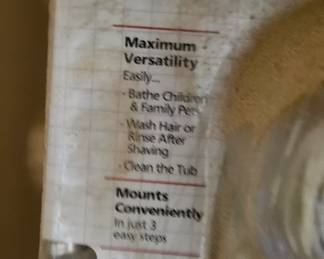 Maximum
Versatility
Easily...
- Bathe Children
& Family Pets
- Wash Hair or
Rinse After
Shaving
- Clean the Tub
Mounts
Conveniently
In just 3
easy steps